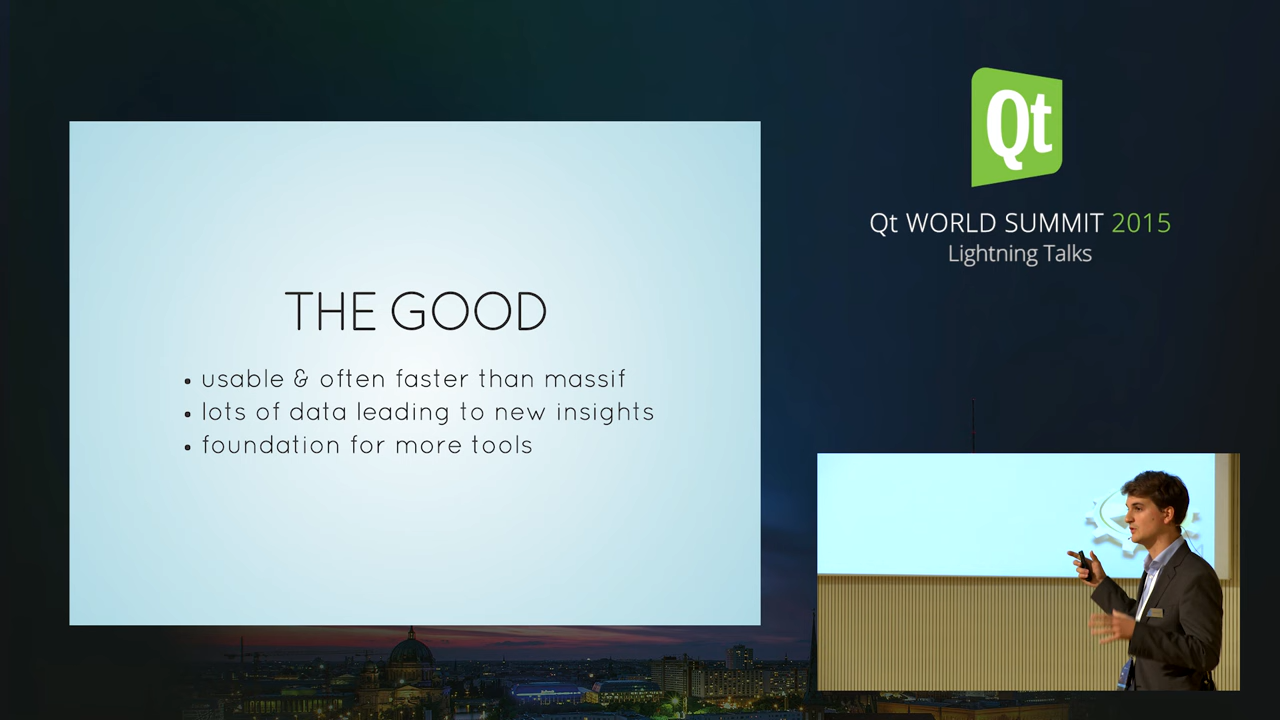 Qt
Qt WORLD SUMMIT 2015
Lightning Talks
THE GOOD
• usable & often faster than massif
• lots of data leading to new insights
• foundation for more tools